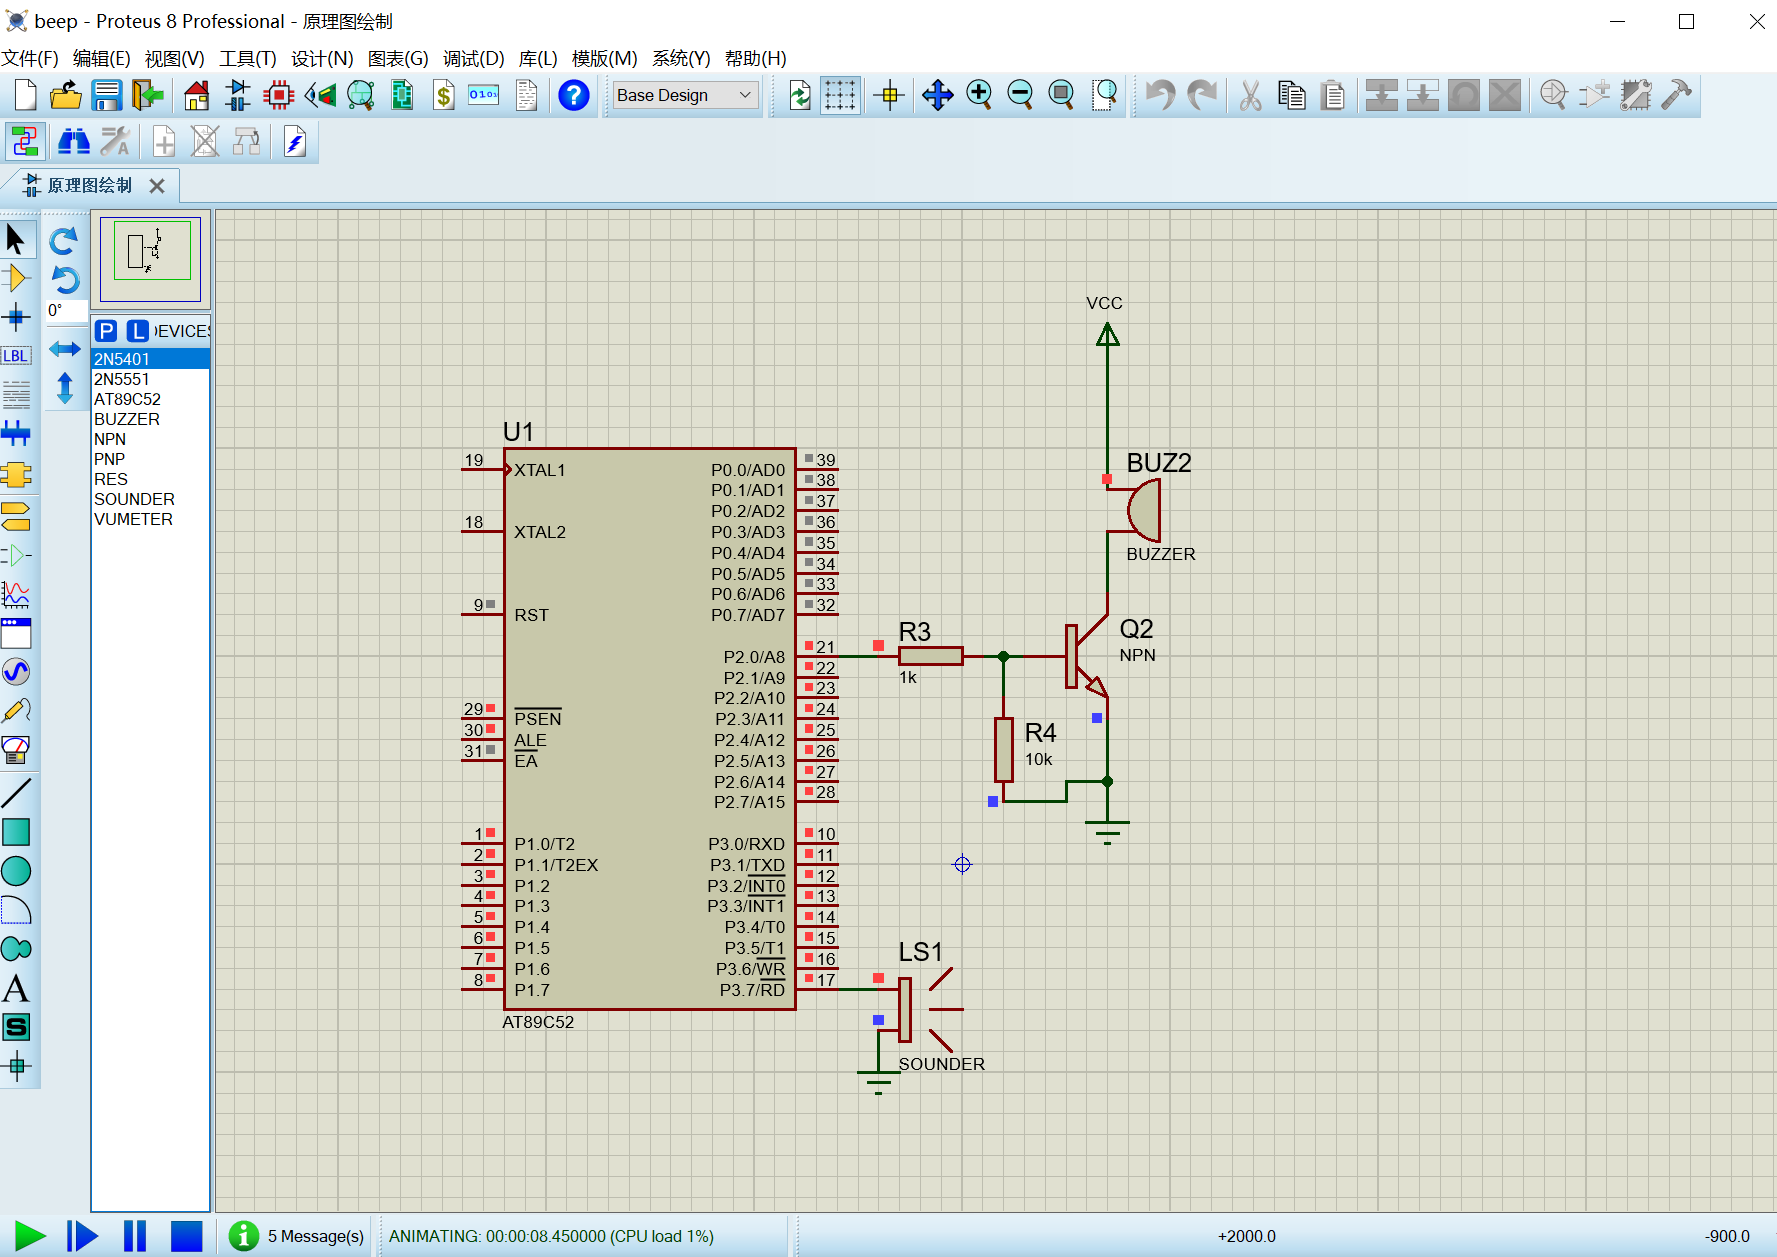 beep - Proteus 8 Professional - 原理图绘制
文件(F) 编辑(E) 视图(V) 工具(T) 设计(N) 图表(G) 调试(D) 库(L) 模版(M) 系统(Y) 帮助(H)
Base Design
原理图绘制
0°
P L DEVICES
LBL
2N5401
2N5551
AT89C52
BUZZER
NPN
PNP
RES
SOUNDER
VUMETER
VCC
U1
BUZ2
BUZZER
19 XTAL1 P0.0/AD0 39
P0.1/AD1 38
P0.2/AD2 37
18 XTAL2 P0.3/AD3 36
P0.4/AD4 35
P0.5/AD5 34
P0.6/AD6 33
9 RST P0.7/AD7 32
R3
1k
Q2
NPN
P2.0/A8 21
P2.1/A9 22
P2.2/A10 23
29 PSEN P2.3/A11 24
30 ALE P2.4/A12 25
31 EA P2.5/A13 26
P2.6/A14 27
P2.7/A15 28
R4
10k
1 P1.0/T2 P3.0/RXD 10
2 P1.1/T2EX P3.1/TXD 11
3 P1.2 P3.2/INT0 12
4 P1.3 P3.3/INT1 13
5 P1.4 P3.4/T0 14
6 P1.5 P3.5/T1 15
7 P1.6 P3.6/WR 16
8 P1.7 P3.7/RD 17
AT89C52
LS1
SOUNDER
5 Message(s) ANIMATING: 00:00:08.450000 (CPU load 1%) +2000.0 -900.0